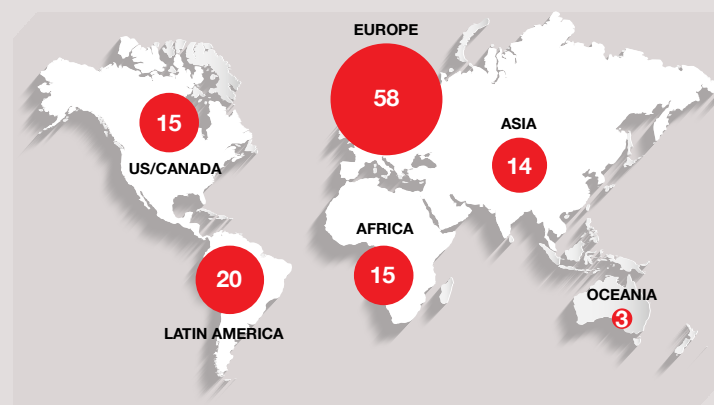 EUROPE
58
15
US/CANADA
ASIA
14
AFRICA
15
20
LATIN AMERICA
OCEANIA
3